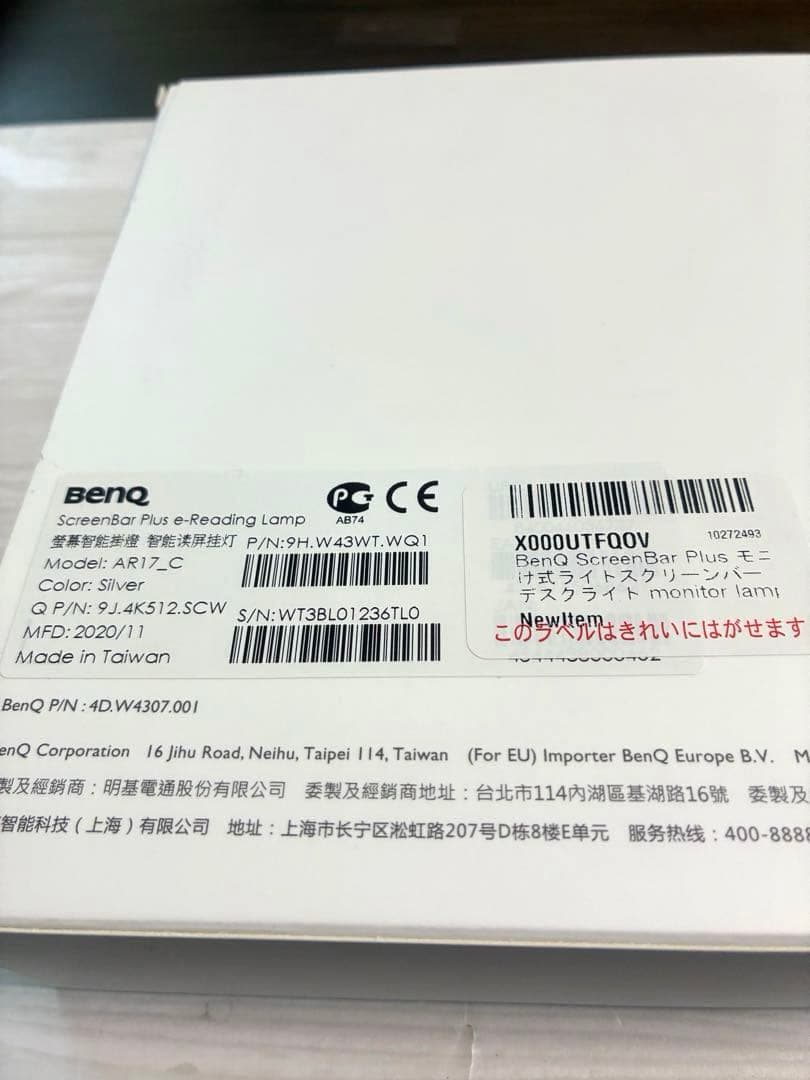 BenQ
ScreenBar Plus e-Reading Lamp
AB74
螢幕智能掛燈 智能读屏挂灯 P/N:9H.W43WT.WQ1
Model: AR17_C
Color: Silver
Q P/N: 9J.4K512.SCW
S/N:WT3BL01236TL0
MFD: 2020/11
Made in Taiwan
X000UTFQOV
10272493
BenQ ScreenBar Plus モニ
け式ライトスクリーンバー
デスクライト monitor lam
NewItem
このラベルはきれいにはがせます
BenQ P/N : 4D.W4307.001
enQ Corporation 16 Jihu Road, Neihu, Taipei 114, Taiwan (For EU) Importer BenQ Europe B.V. M
製及經銷商：明基電通股份有限公司 委製及經銷商地址：台北市114內湖區基湖路16號 委製及
智能科技（上海）有限公司 地址：上海市长宁区淞虹路207号D栋8楼E单元 服务热线：400-8888